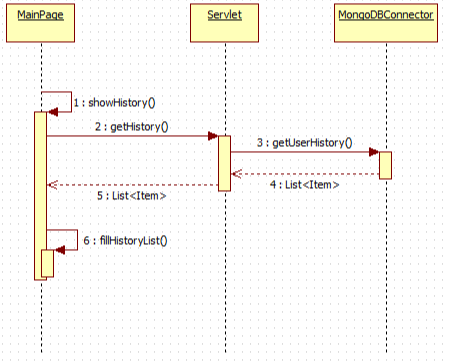 MainPage
Servlet
MongoDBConnector
1 : showHistory()
2 : getHistory()
3 : getUserHistory()
4 : List<Item>
5 : List<Item>
6 : fillHistoryList()